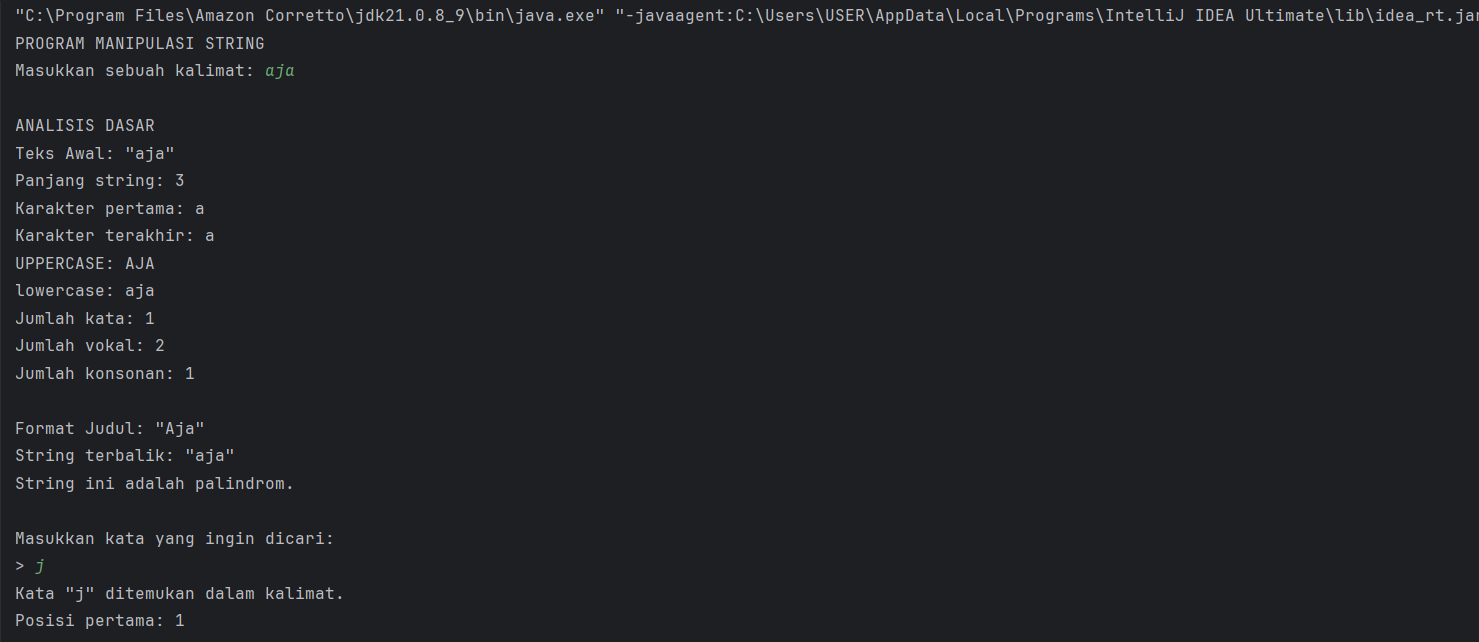 "C:\Program Files\Amazon Corretto\jdk21.0.8_9\bin\java.exe" "-javaagent:C:\Users\USER\AppData\Local\Programs\IntelliJ IDEA Ultimate\lib\idea_rt.jar
PROGRAM MANIPULASI STRING
Masukkan sebuah kalimat: aja
ANALISIS DASAR
Teks Awal: "aja"
Panjang string: 3
Karakter pertama: a
Karakter terakhir: a
UPPERCASE: AJA
lowercase: aja
Jumlah kata: 1
Jumlah vokal: 2
Jumlah konsonan: 1
Format Judul: "Aja"
String terbalik: "aja"
String ini adalah palindrom.
Masukkan kata yang ingin dicari:
> j
Kata "j" ditemukan dalam kalimat.
Posisi pertama: 1